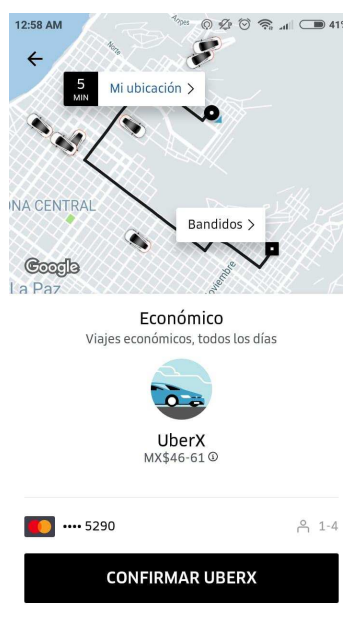 12:58 AM
41%
5
MIN
Mi ubicación >
NA CENTRAL
Bandidos >
Google
La Paz
oviembre
Económico
Viajes económicos, todos los días
UberX
MX$46-61
•••• 5290
1-4
CONFIRMAR UBERX